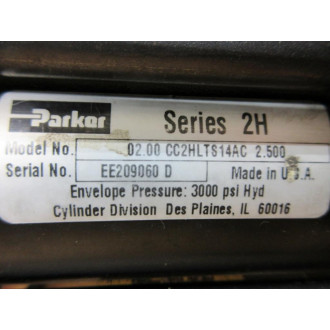 Parker Series 2H
Model No. 02.00 CC2HLTS14AC 2.500
Serial No. EE209060 D Made in U.S.A.
Envelope Pressure: 3000 psi Hyd
Cylinder Division Des Plaines, IL 60016